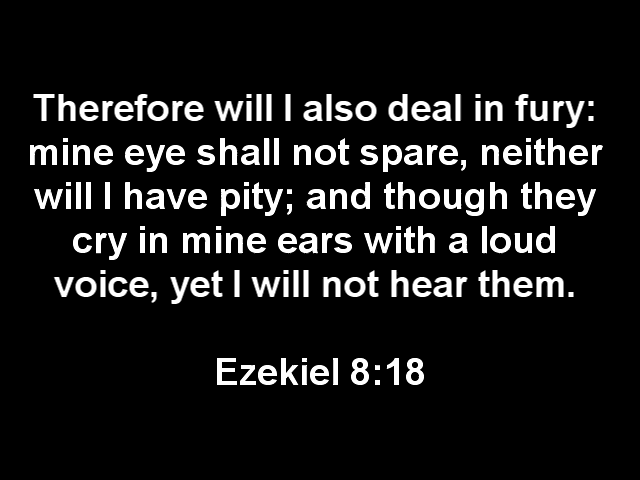 Therefore will I also deal in fury:
mine eye shall not spare, neither
will I have pity; and though they
cry in mine ears with a loud
voice, yet I will not hear them.
Ezekiel 8:18